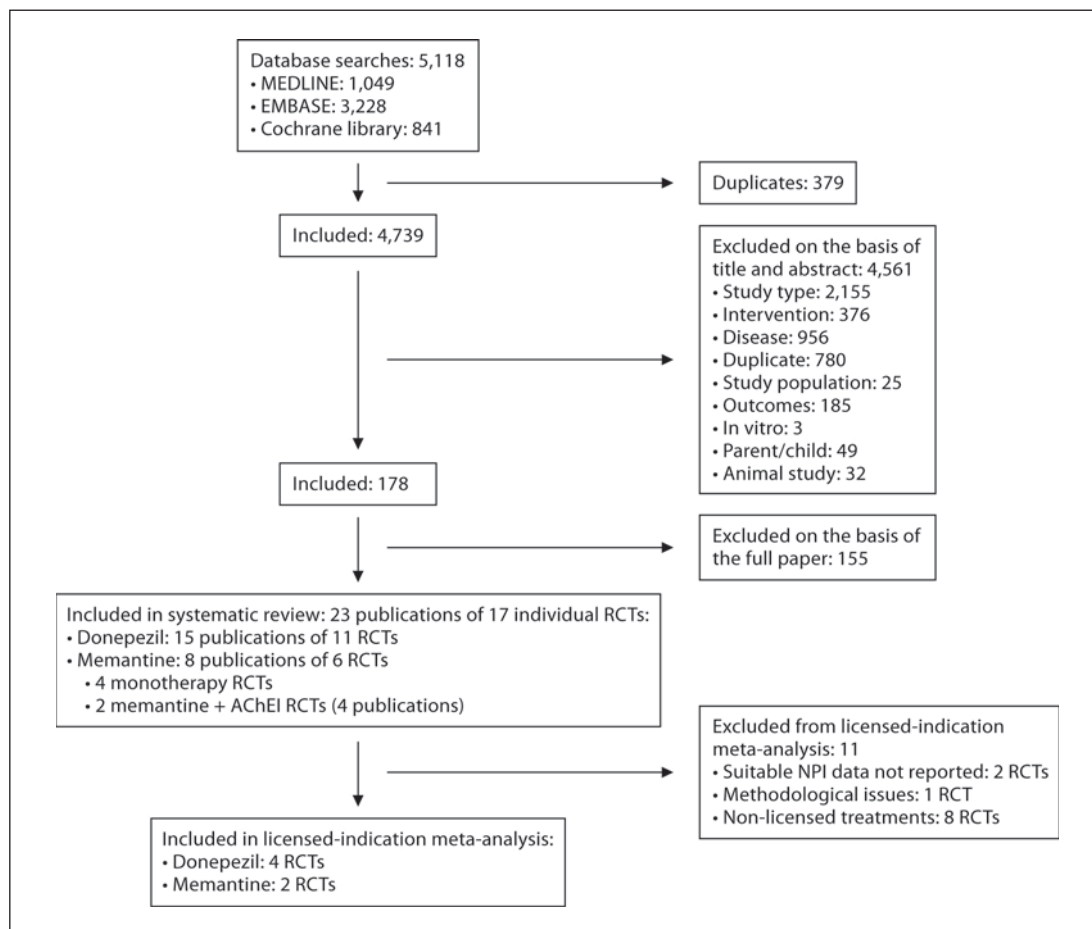 Database searches: 5,118
• MEDLINE: 1,049
• EMBASE: 3,228
• Cochrane library: 841
Duplicates: 379
Included: 4,739
Excluded on the basis of
title and abstract: 4,561
• Study type: 2,155
• Intervention: 376
• Disease: 956
• Duplicate: 780
• Study population: 25
• Outcomes: 185
• In vitro: 3
• Parent/child: 49
• Animal study: 32
Included: 178
Excluded on the basis of
the full paper: 155
Included in systematic review: 23 publications of 17 individual RCTs:
• Donepezil: 15 publications of 11 RCTs
• Memantine: 8 publications of 6 RCTs
• 4 monotherapy RCTs
• 2 memantine + AChEI RCTs (4 publications)
Excluded from licensed-indication
meta-analysis: 11
• Suitable NPI data not reported: 2 RCTs
• Methodological issues: 1 RCT
• Non-licensed treatments: 8 RCTs
Included in licensed-indication meta-analysis:
• Donepezil: 4 RCTs
• Memantine: 2 RCTs